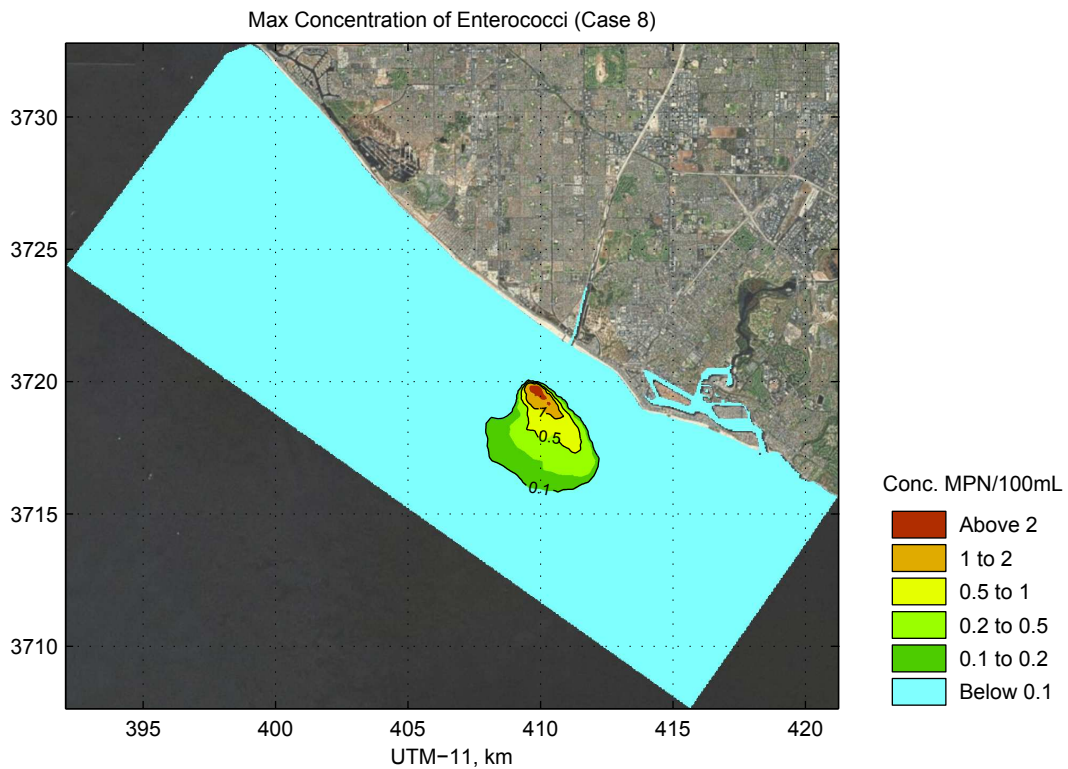 Max Concentration of Enterococci (Case 8)
3730
3725
3720
3715
3710
1
0.5
0.1
395
400
405
410
415
420
UTM−11, km
Conc. MPN/100mL
Above 2
1 to 2
0.5 to 1
0.2 to 0.5
0.1 to 0.2
Below 0.1